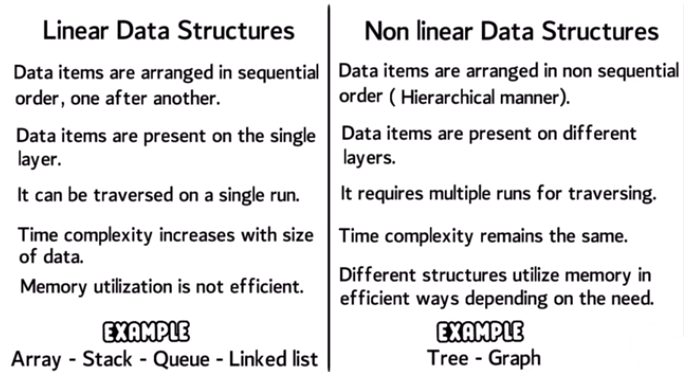 Linear Data Structures
Data items are arranged in sequential
order, one after another.
Data items are present on the single
layer.
It can be traversed on a single run.
Time complexity increases with size
of data.
Memory utilization is not efficient.
EXAMPLE
Array - Stack - Queue - Linked list
Non linear Data Structures
Data items are arranged in non sequential
order ( Hierarchical manner).
Data items are present on different
layers.
It requires multiple runs for traversing.
Time complexity remains the same.
Different structures utilize memory in
efficient ways depending on the need.
EXAMPLE
Tree - Graph